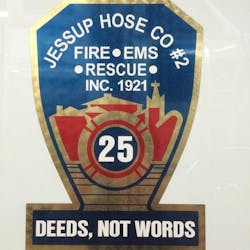 JESSUP HOSE CO #2
FIRE • EMS
• RESCUE •
INC. 1921
25
DEEDS, NOT WORDS